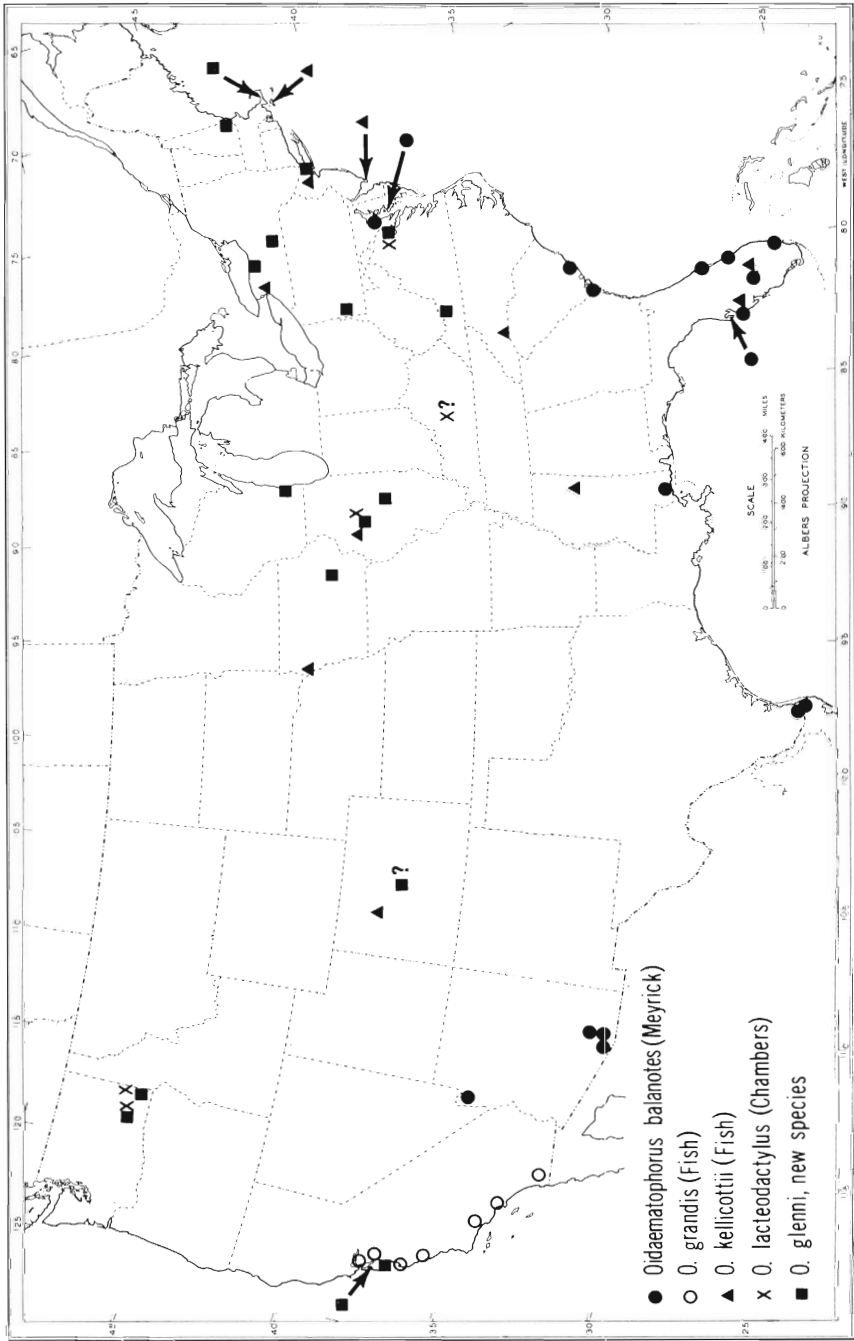 ● Oidaematophorus balanotes (Meyrick)
○ O. grandis (Fish)
▲ O. kellicottii (Fish)
x O. lacteodactylus (Chambers)
■ O. glenni, new species
SCALE
MILES
KILOMETERS
ALBERS PROJECTION
WEST LONGITUDE
X?
?
125
120
115
110
105
100
95
90
85
80
75
70
65
45
40
35
30
25